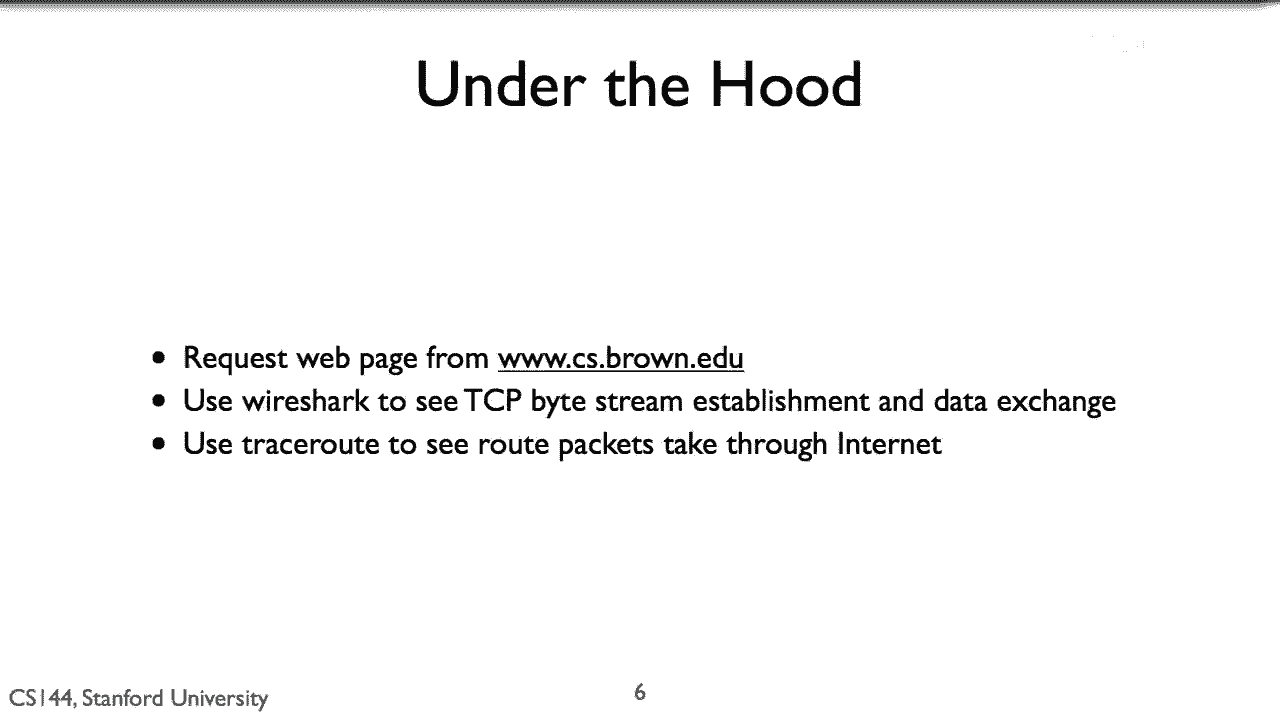 Under the Hood
• Request web page from www.cs.brown.edu
• Use wireshark to see TCP byte stream establishment and data exchange
• Use traceroute to see route packets take through Internet
CS144, Stanford University
6